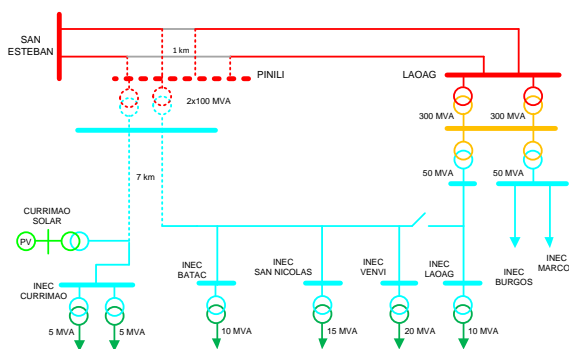 SAN
ESTEBAN
1 km
PINILI
LAOAG
2x100 MVA
300 MVA
300 MVA
7 km
50 MVA
50 MVA
CURRIMAO
SOLAR
PV
INEC
CURRIMAO
INEC
BATAC
INEC
SAN NICOLAS
INEC
VENVI
INEC
LAOAG
INEC
BURGOS
INEC
MARCO
5 MVA
5 MVA
10 MVA
15 MVA
20 MVA
10 MVA